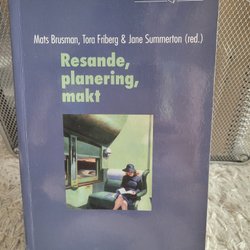 Mats Brusman, Tora Friberg & Jane Summerton (red.)
Resande,
planering,
makt